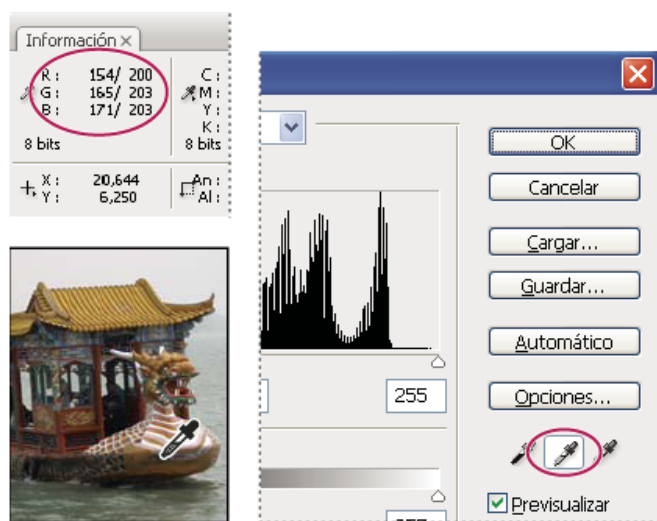 Información ×
R : 154/ 200
G : 165/ 203
B : 171/ 203
8 bits
C :
M :
Y :
K :
8 bits
X : 20,644
Y : 6,250
An :
Al :
OK
Cancelar
Cargar...
Guardar...
Automático
255
Opciones...
Previsualizar